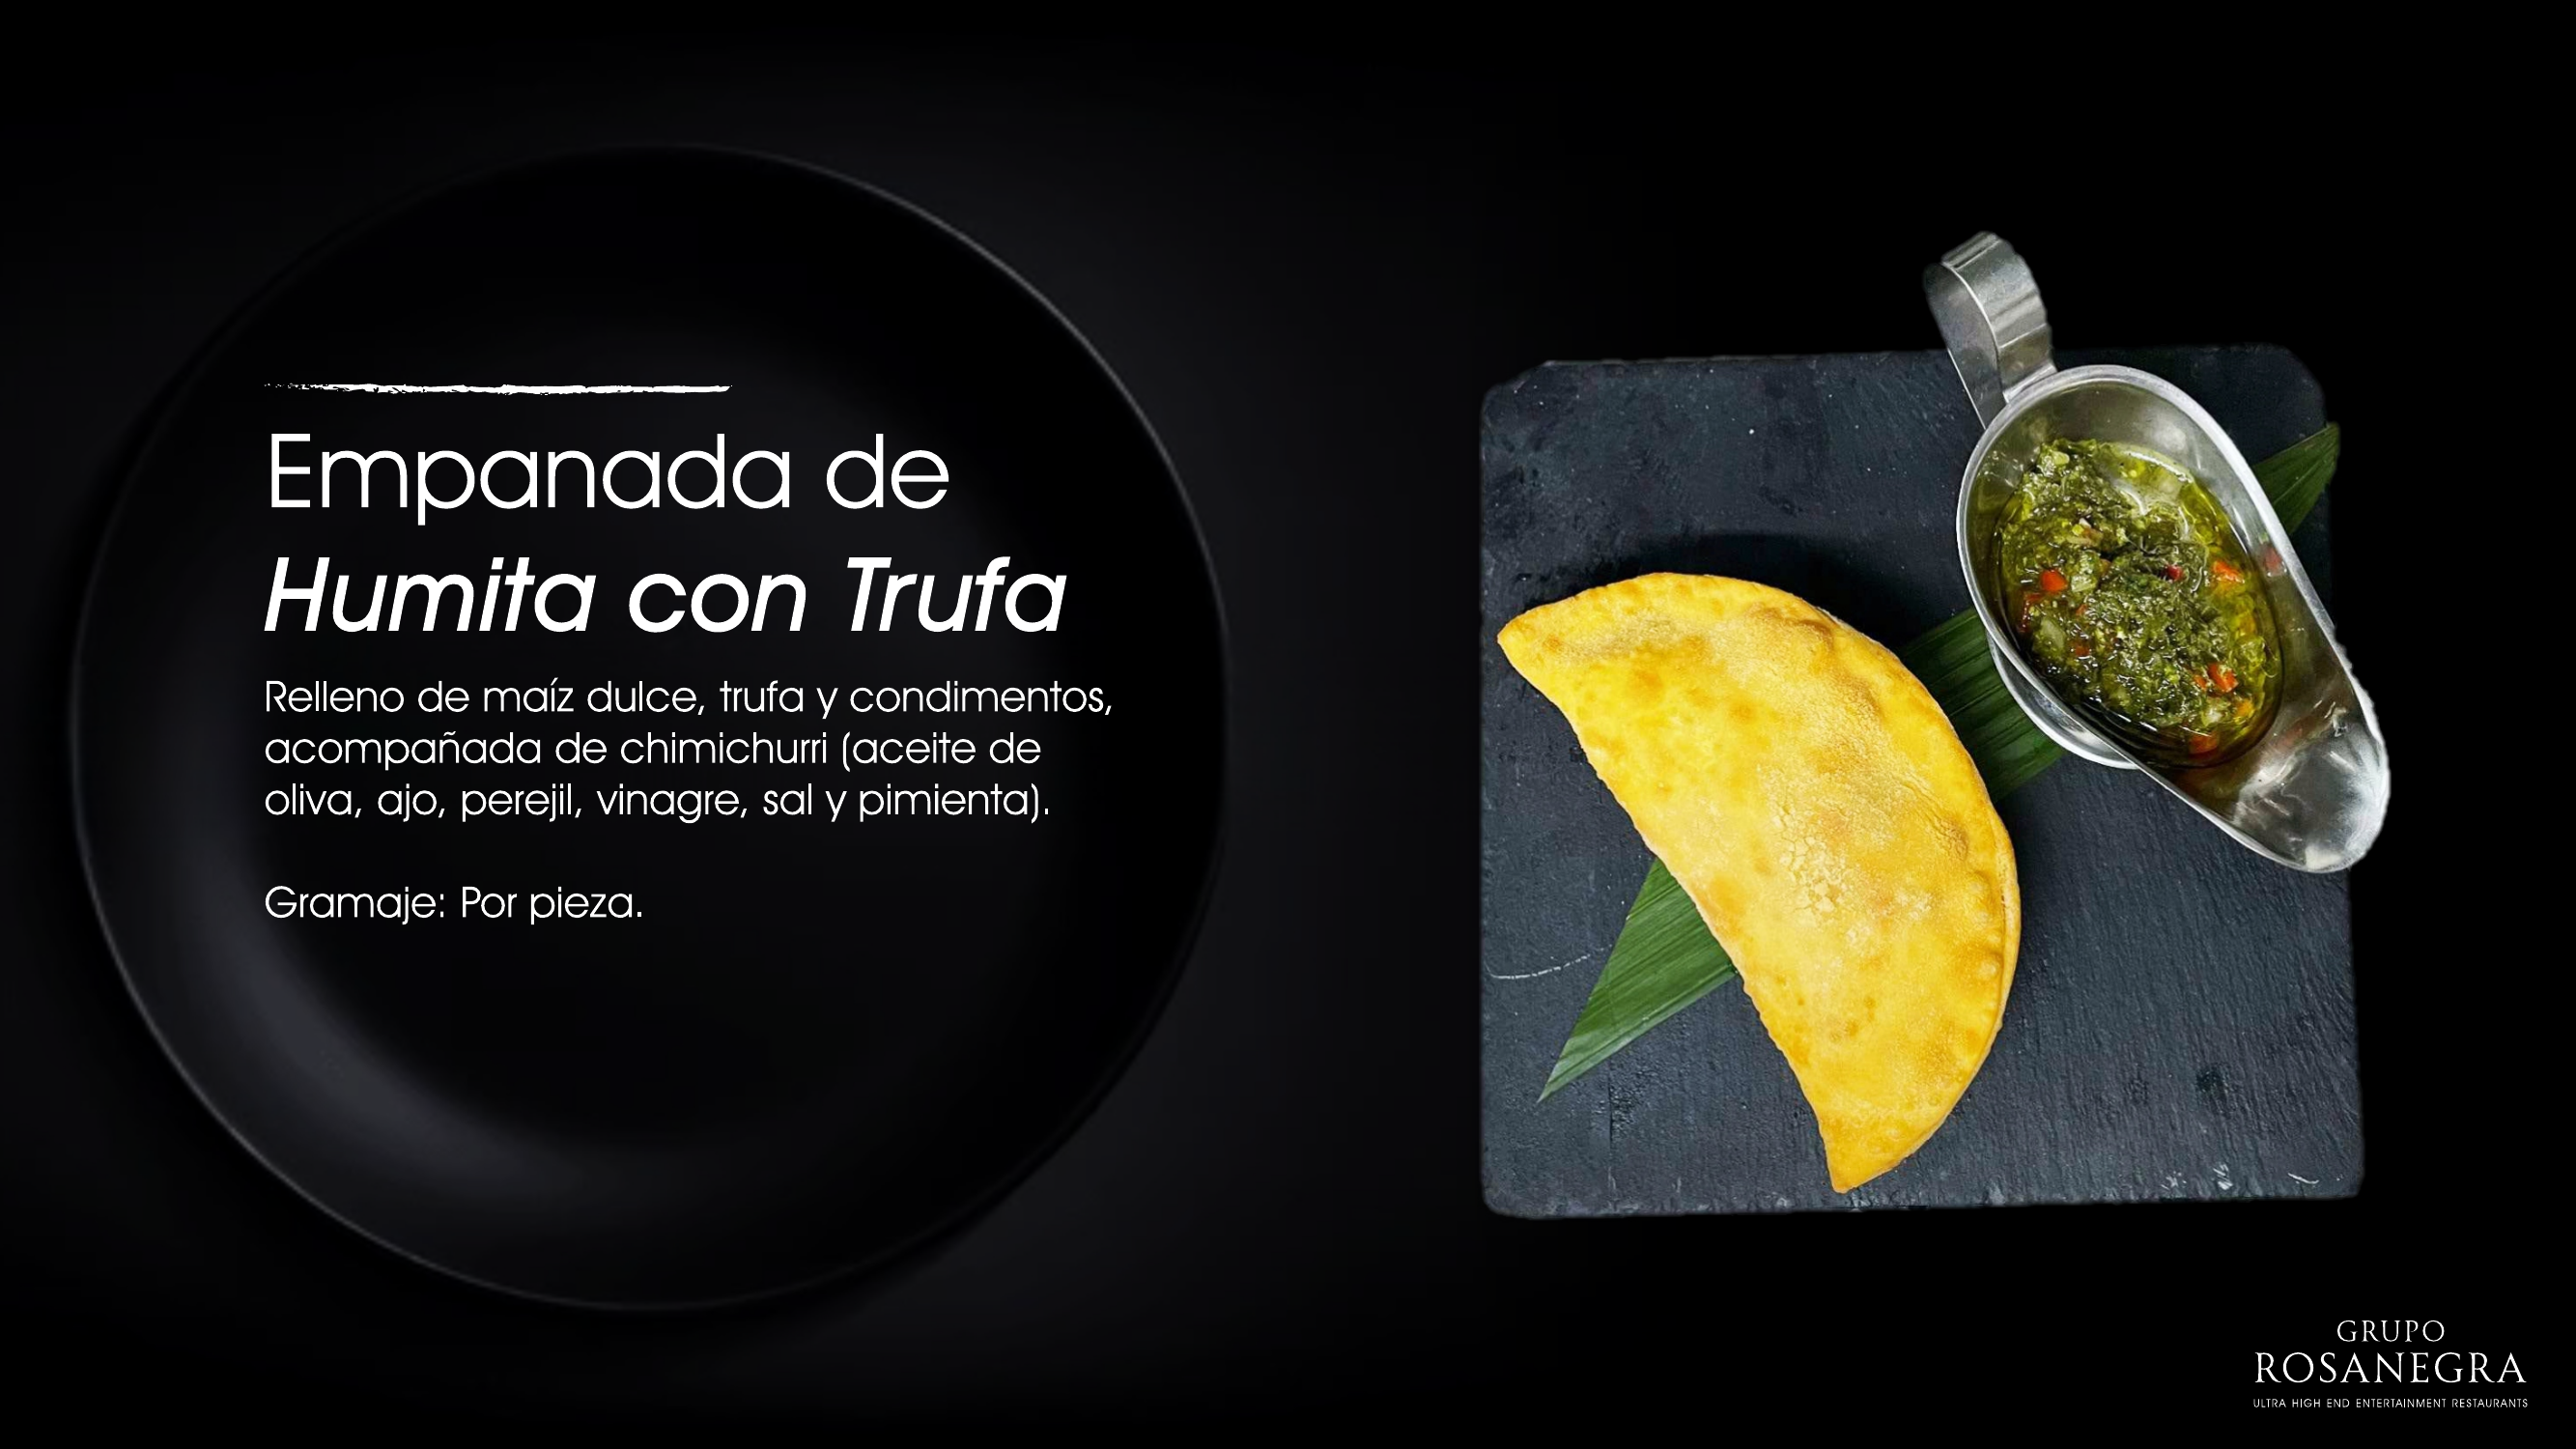 Empanada de
Humita con Trufa
Relleno de maíz dulce, trufa y condimentos,
acompañada de chimichurri (aceite de
oliva, ajo, perejil, vinagre, sal y pimienta).
Gramaje: Por pieza.
GRUPO
ROSANEGRA
ULTRA HIGH END ENTERTAINMENT RESTAURANTS